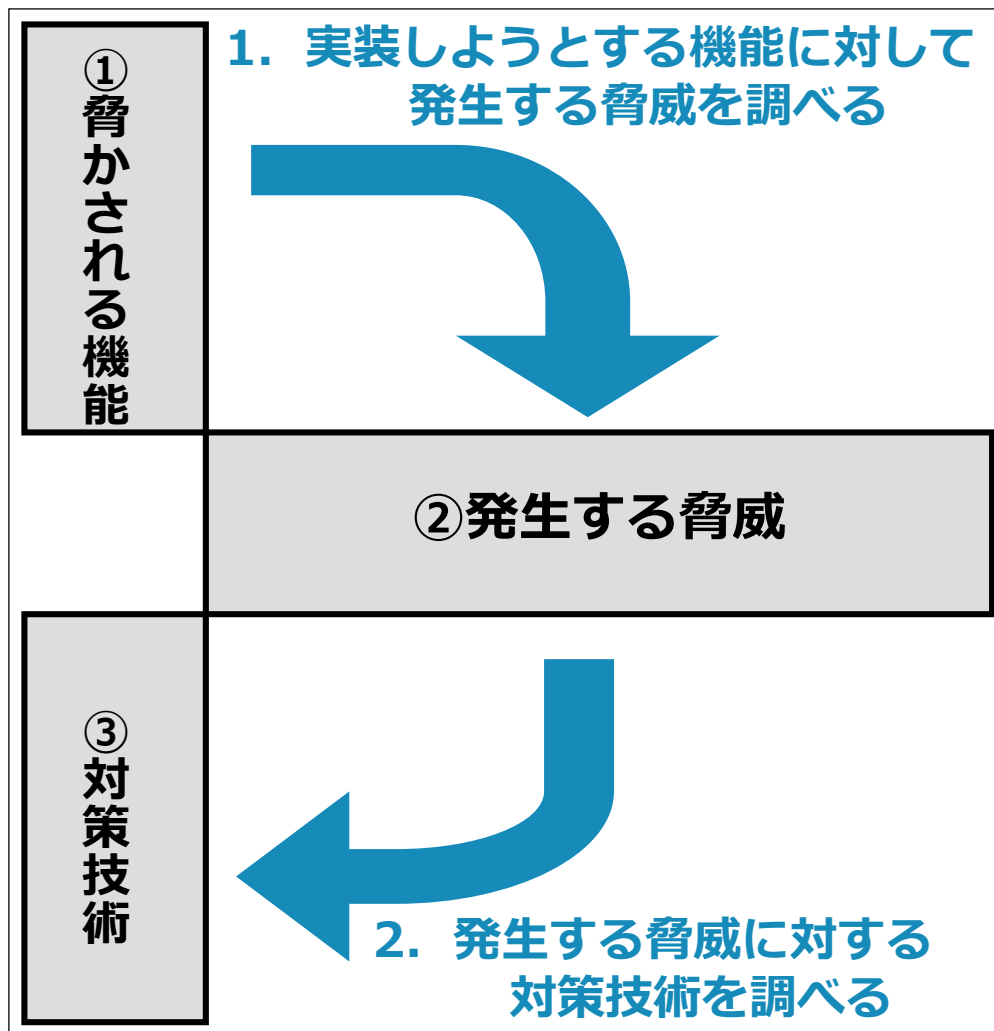 ①脅かされる機能
1. 実装しようとする機能に対して
発生する脅威を調べる
②発生する脅威
③対策技術
2. 発生する脅威に対する
対策技術を調べる